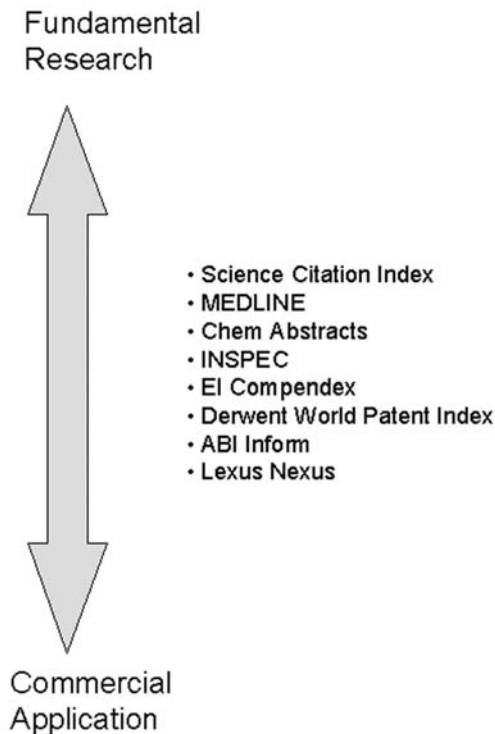 Fundamental
Research
• Science Citation Index
• MEDLINE
• Chem Abstracts
• INSPEC
• EI Compendex
• Derwent World Patent Index
• ABI Inform
• Lexus Nexus
Commercial
Application